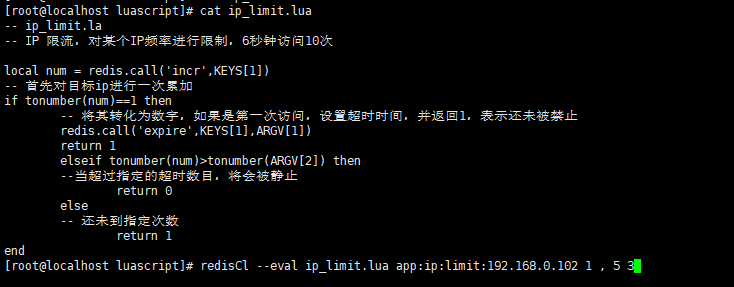 [root@localhost luascript]# cat ip_limit.lua
-- ip_limit.la
-- IP 限流，对某个IP频率进行限制，6秒钟访问10次
local num = redis.call('incr',KEYS[1])
-- 首先对目标ip进行一次累加
if tonumber(num)==1 then
-- 将其转化为数字，如果是第一次访问，设置超时时间，并返回1，表示还未被禁止
redis.call('expire',KEYS[1],ARGV[1])
return 1
elseif tonumber(num)>tonumber(ARGV[2]) then
--当超过指定的超时数目，将会被静止
return 0
else
-- 还未到指定次数
return 1
end
[root@localhost luascript]# redisCl --eval ip_limit.lua app:ip:limit:192.168.0.102 1 , 5 3